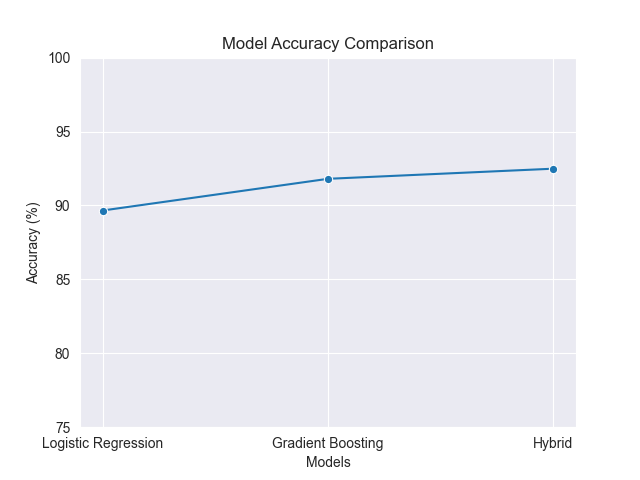 Model Accuracy Comparison
100
95
90
85
80
75
Accuracy (%)
Logistic Regression Gradient Boosting Hybrid
Models